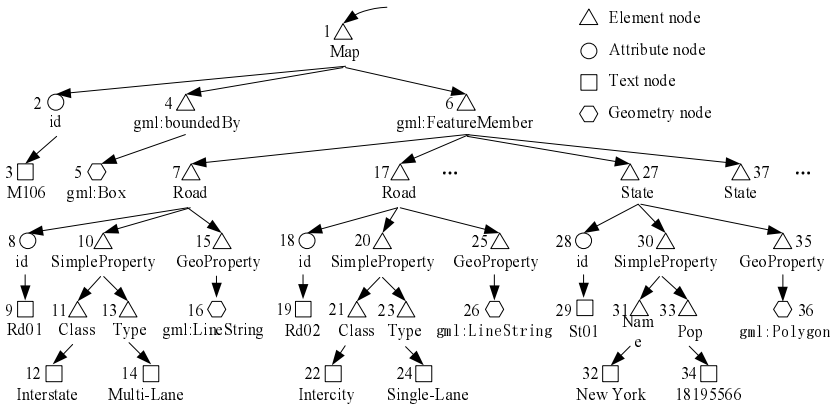 1
Map
Element node
Attribute node
Text node
Geometry node
2
id
4
gml:boundedBy
6
gml:FeatureMember
3
M106
5
gml:Box
7
Road
17
Road
...
27
State
37
State
...
8
id
10
SimpleProperty
15
GeoProperty
18
id
20
SimpleProperty
25
GeoProperty
28
id
30
SimpleProperty
35
GeoProperty
9
Rd01
11
Class
13
Type
16
gml:LineString
19
Rd02
21
Class
23
Type
26
gml:LineString
29
St01
31
Nam
e
33
Pop
36
gml:Polygon
12
Interstate
14
Multi-Lane
22
Intercity
24
Single-Lane
32
New York
34
18195566